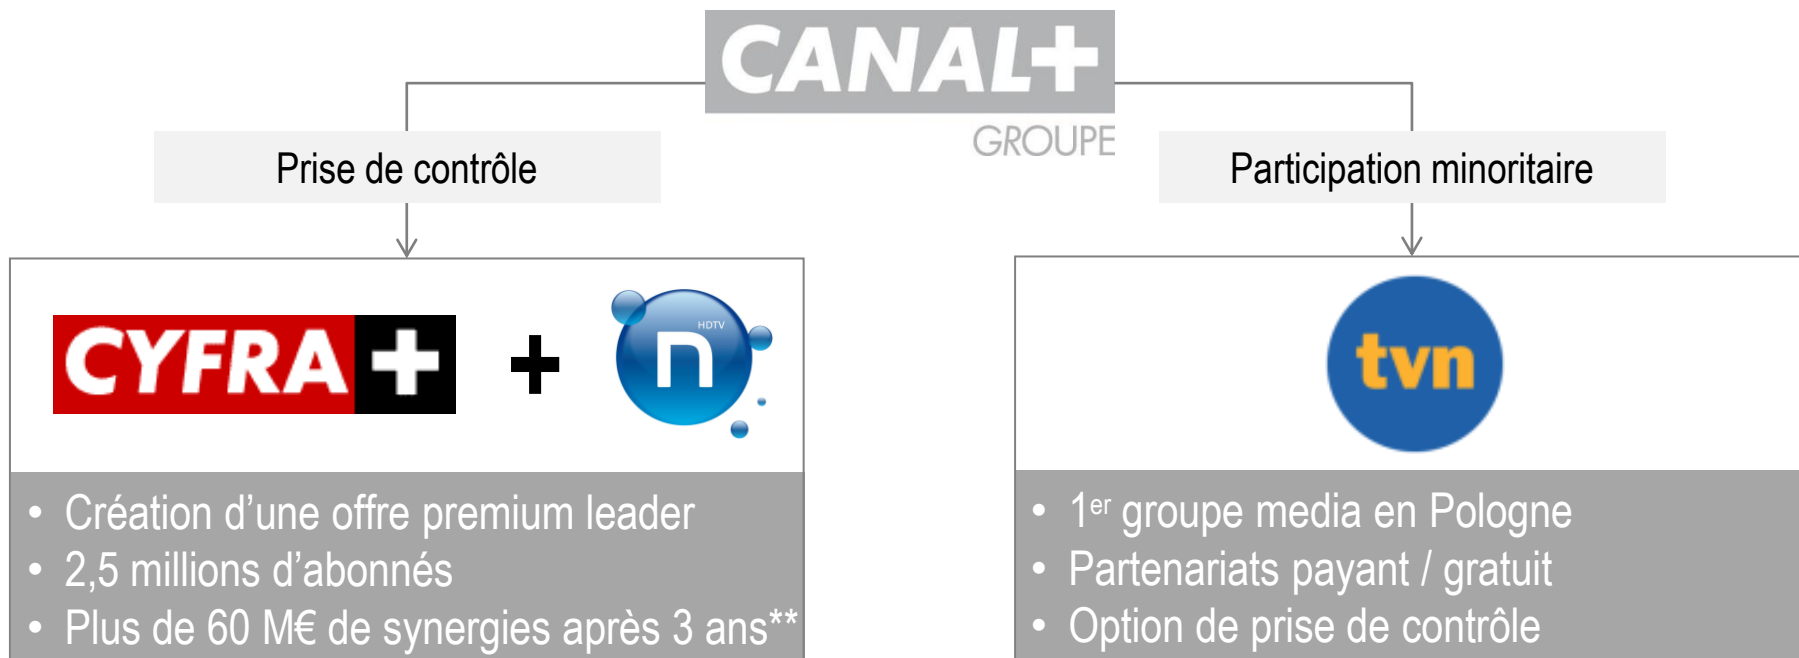 CANAL+
GROUPE
Prise de contrôle
Participation minoritaire
CYFRA+
+
n HDTV
tvn
• Création d’une offre premium leader
• 2,5 millions d’abonnés
• Plus de 60 M€ de synergies après 3 ans**
• 1er groupe media en Pologne
• Partenariats payant / gratuit
• Option de prise de contrôle